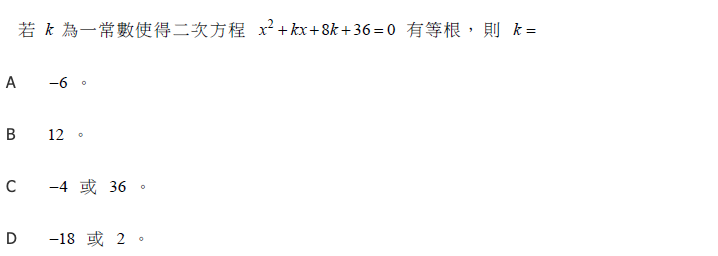 若 k 為一常數使得二次方程 x²+kx+8k+36=0 有等根，則 k=
A −6 。
B 12 。
C −4 或 36 。
D −18 或 2 。